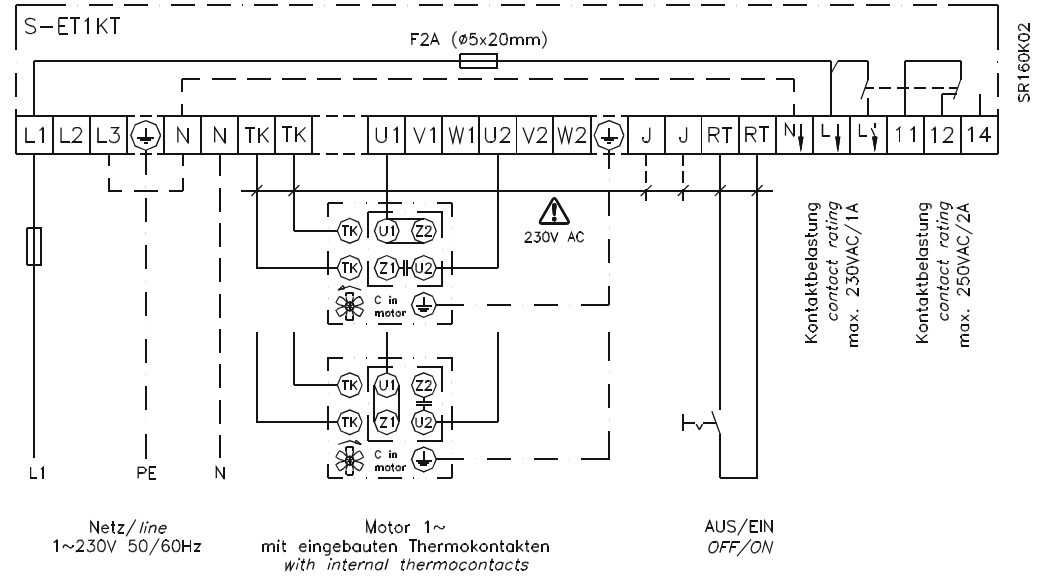 S-ET1KT
F2A (ø5x20mm)
SR160K02
L1 L2 L3 N N TK TK U1 V1 W1 U2 V2 W2 J J RT RT N L L 11 12 14
TK U1 Z2
TK Z1 U2
C in
motor
230V AC
Kontaktbelastung
contact rating
max. 230VAC/1A
Kontaktbelastung
contact rating
max. 250VAC/2A
TK U1 Z2
TK Z1 U2
C in
motor
L1 PE N
Netz/line
1~230V 50/60Hz
Motor 1~
mit eingebauten Thermokontakten
with internal thermocontacts
AUS/EIN
OFF/ON